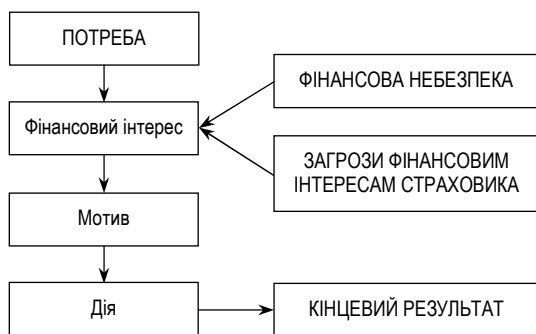 ПОТРЕБА
ФІНАНСОВА НЕБЕЗПЕКА
Фінансовий інтерес
ЗАГРОЗИ ФІНАНСОВИМ
ІНТЕРЕСАМ СТРАХОВИКА
Мотив
Дія
КІНЦЕВИЙ РЕЗУЛЬТАТ